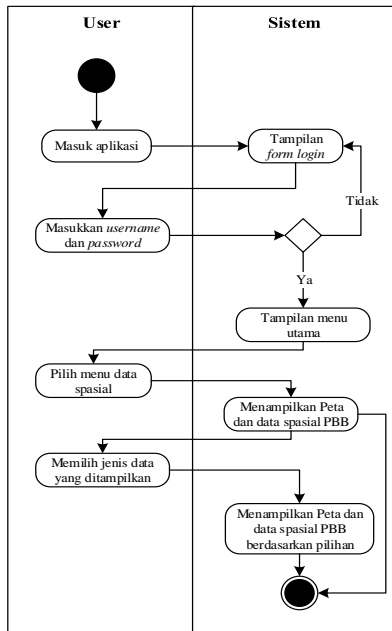 User
Sistem
Masuk aplikasi
Tampilan
form login
Tidak
Masukkan username
dan password
Ya
Tampilan menu
utama
Pilih menu data
spasial
Menampilkan Peta
dan data spasial PBB
Memilih jenis data
yang ditampilkan
Menampilkan Peta dan
data spasial PBB
berdasarkan pilihan